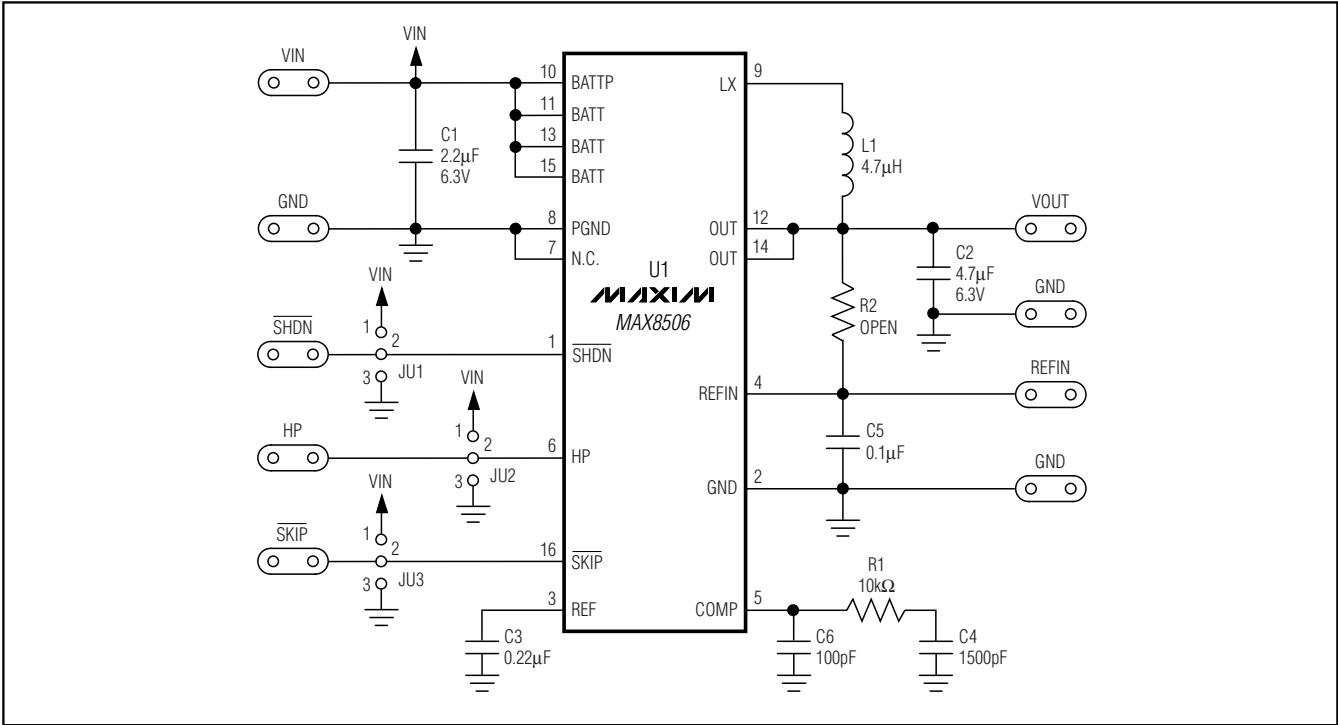 VIN
VIN
C1
2.2µF
6.3V
GND
VIN
SHDN
1
2
3
JU1
VIN
HP
1
2
3
JU2
VIN
SKIP
1
2
3
JU3
C3
0.22µF
10 BATTP
11 BATT
13 BATT
15 BATT
8 PGND
7 N.C.
1 SHDN
6 HP
16 SKIP
3 REF
U1
MAXIM
MAX8506
LX 9
OUT 12
OUT 14
REFIN 4
GND 2
COMP 5
L1
4.7µH
VOUT
C2
4.7µF
6.3V
GND
R2
OPEN
REFIN
C5
0.1µF
GND
R1
10kΩ
C6
100pF
C4
1500pF